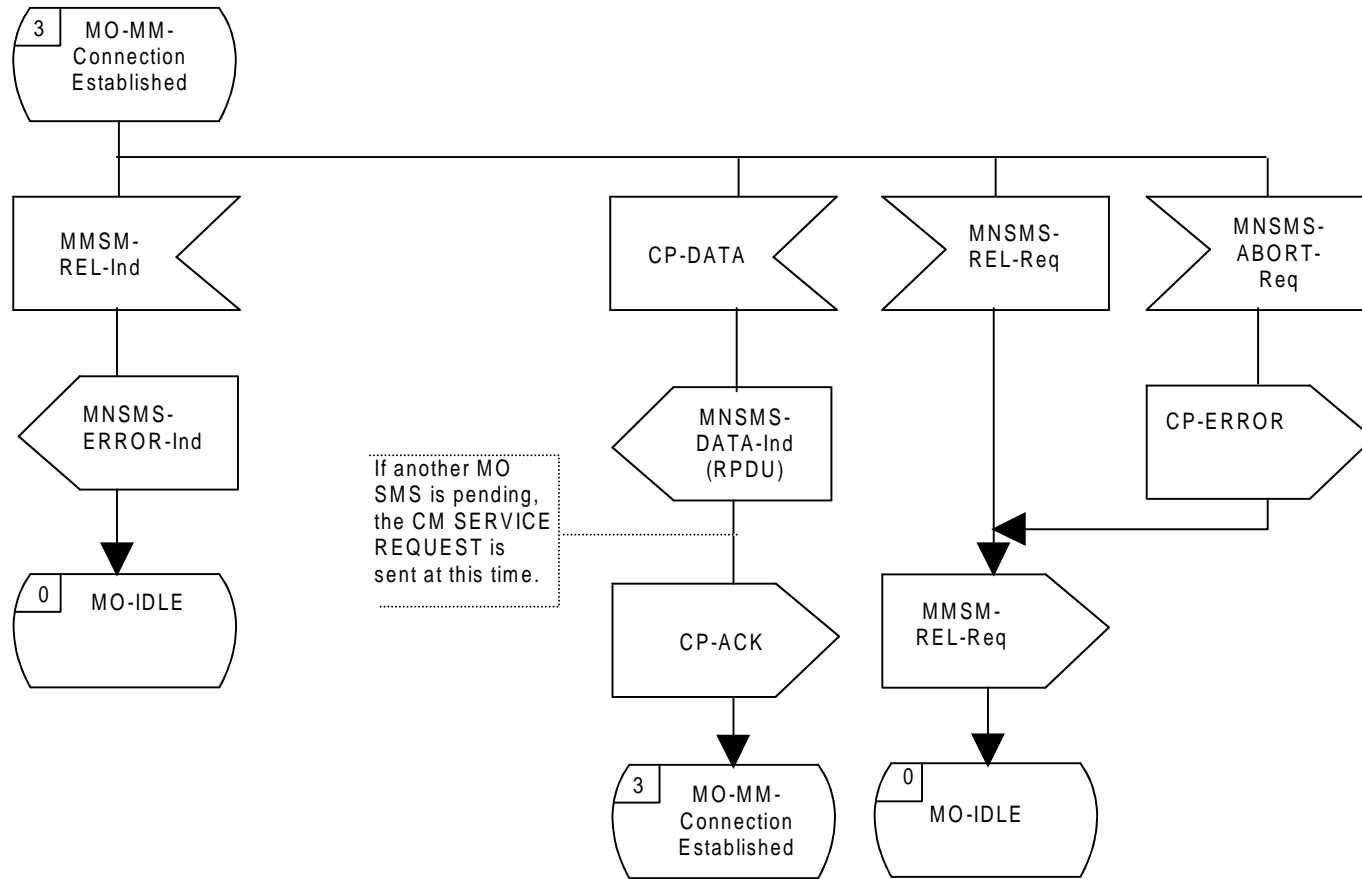 3
MO-MM-
Connection
Established
MMSM-
REL-Ind
CP-DATA
MNSMS-
REL-Req
MNSMS-
ABORT-
Req
MNSMS-
ERROR-Ind
MNSMS-
DATA-Ind
(RPDU)
CP-ERROR
If another MO
SMS is pending,
the CM SERVICE
REQUEST is
sent at this time.
0
MO-IDLE
CP-ACK
MMSM-
REL-Req
3
MO-MM-
Connection
Established
0
MO-IDLE